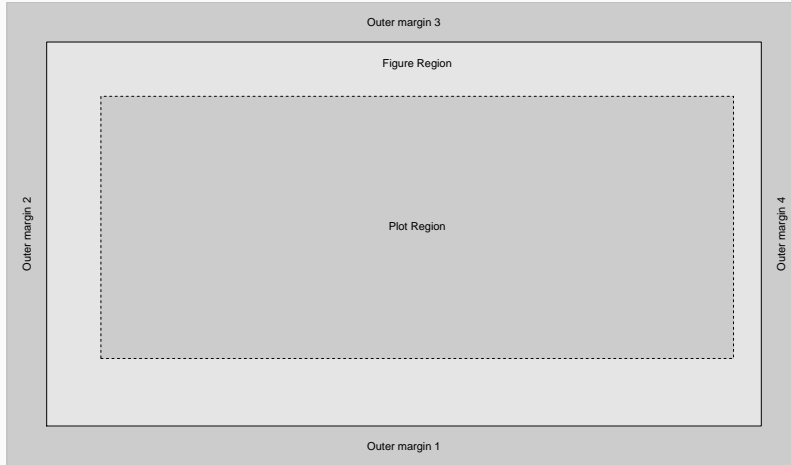 Outer margin 3
Figure Region
Outer margin 2
Plot Region
Outer margin 4
Outer margin 1